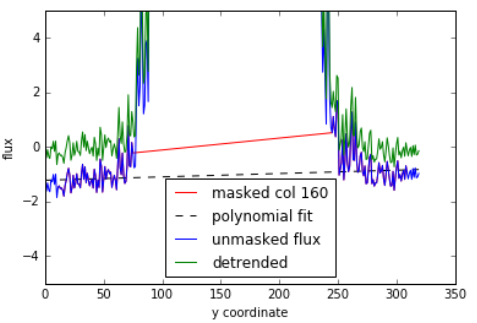 4
2
0
−2
−4
flux
0
50
100
150
200
250
300
350
y coordinate
masked col 160
polynomial fit
unmasked flux
detrended